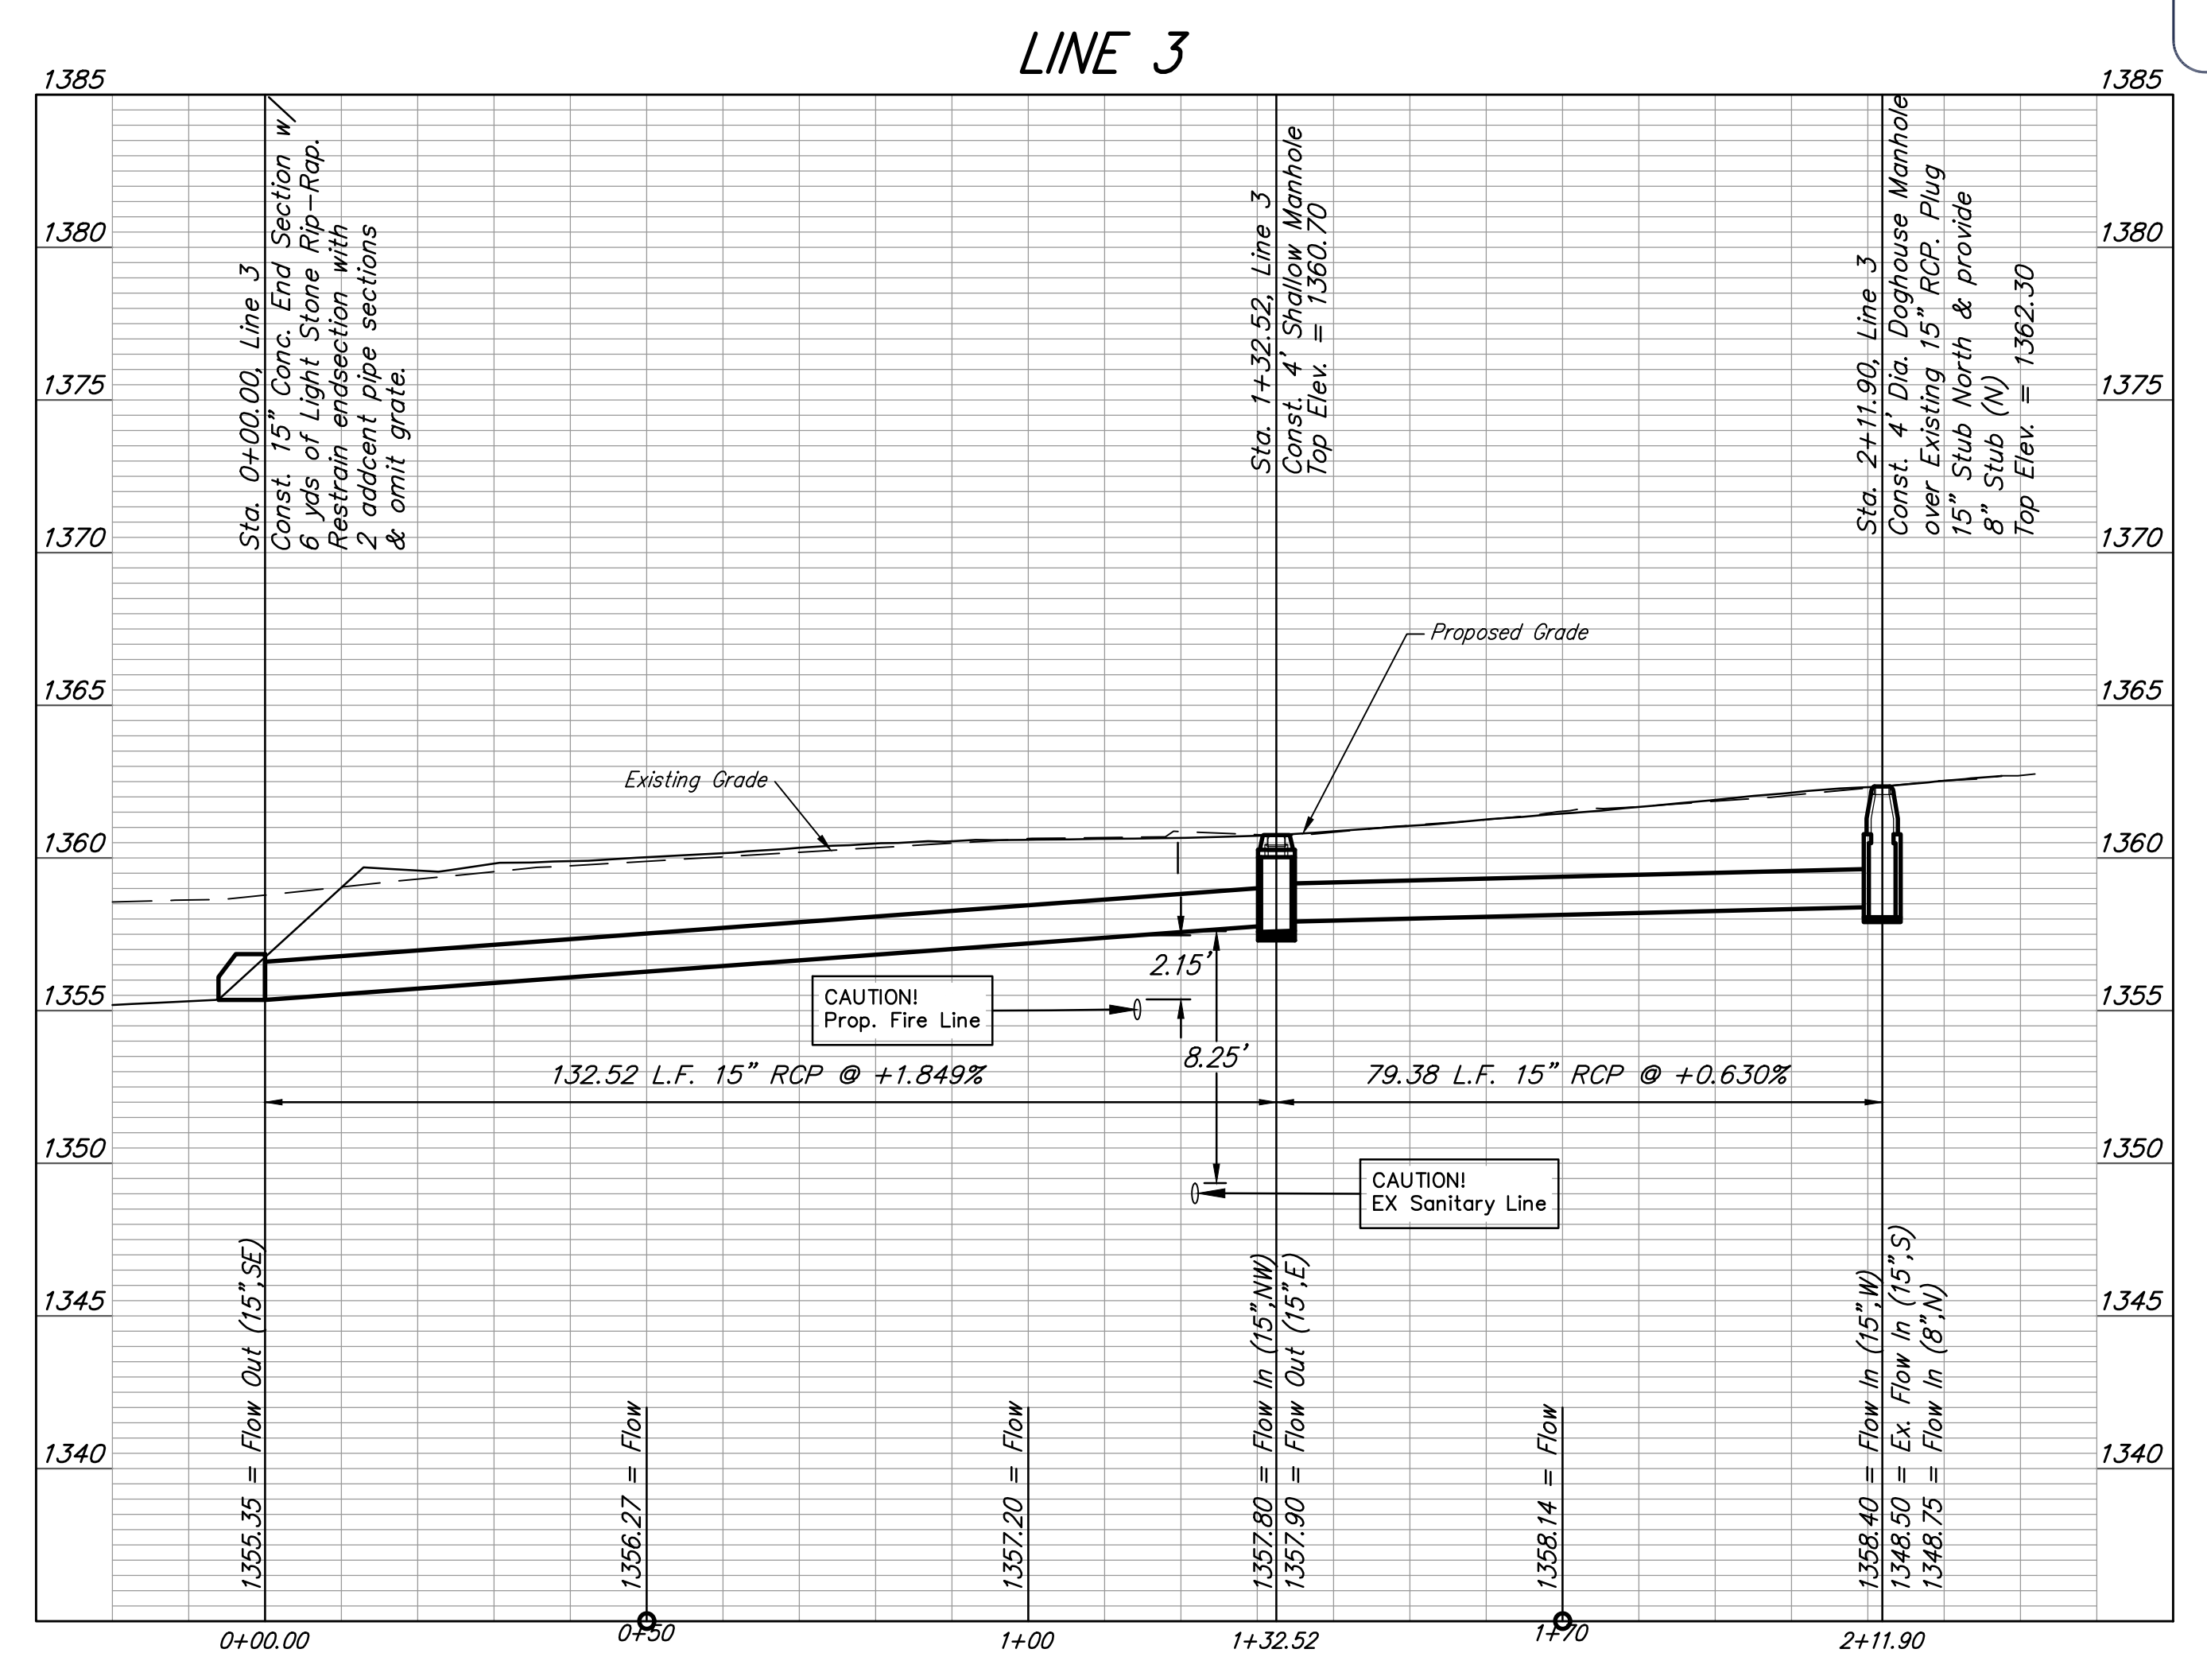 LINE 3
1385
1380
1375
1370
1365
1360
1355
1350
1345
1340
1385
1380
1375
1370
1365
1360
1355
1350
1345
1340
Sta. 0+00.00, Line 3
Const. 15" Conc. End Section w/
6 yds of Light Stone Rip-Rap.
Restrain endsection with
2 addcent pipe sections
& omit grate.
Sta. 1+32.52, Line 3
Const. 4' Shallow Manhole
Top Elev. = 1360.70
Sta. 2+11.90, Line 3
Const. 4' Dia. Doghouse Manhole
over Existing 15" RCP. Plug
15" Stub North & provide
8" Stub (N)
Top Elev. = 1362.30
Proposed Grade
Existing Grade
2.15'
CAUTION!
Prop. Fire Line
8.25'
132.52 L.F. 15" RCP @ +1.849%
79.38 L.F. 15" RCP @ +0.630%
CAUTION!
EX Sanitary Line
1355.35 = Flow Out (15",SE)
1356.27 = Flow
1357.20 = Flow
1357.80 = Flow In (15",NW)
1357.90 = Flow Out (15",E)
1358.14 = Flow
1358.40 = Flow In (15",W)
1348.50 = Ex. Flow In (15",S)
1348.75 = Flow In (8",N)
0+00.00
0+50
1+00
1+32.52
1+70
2+11.90